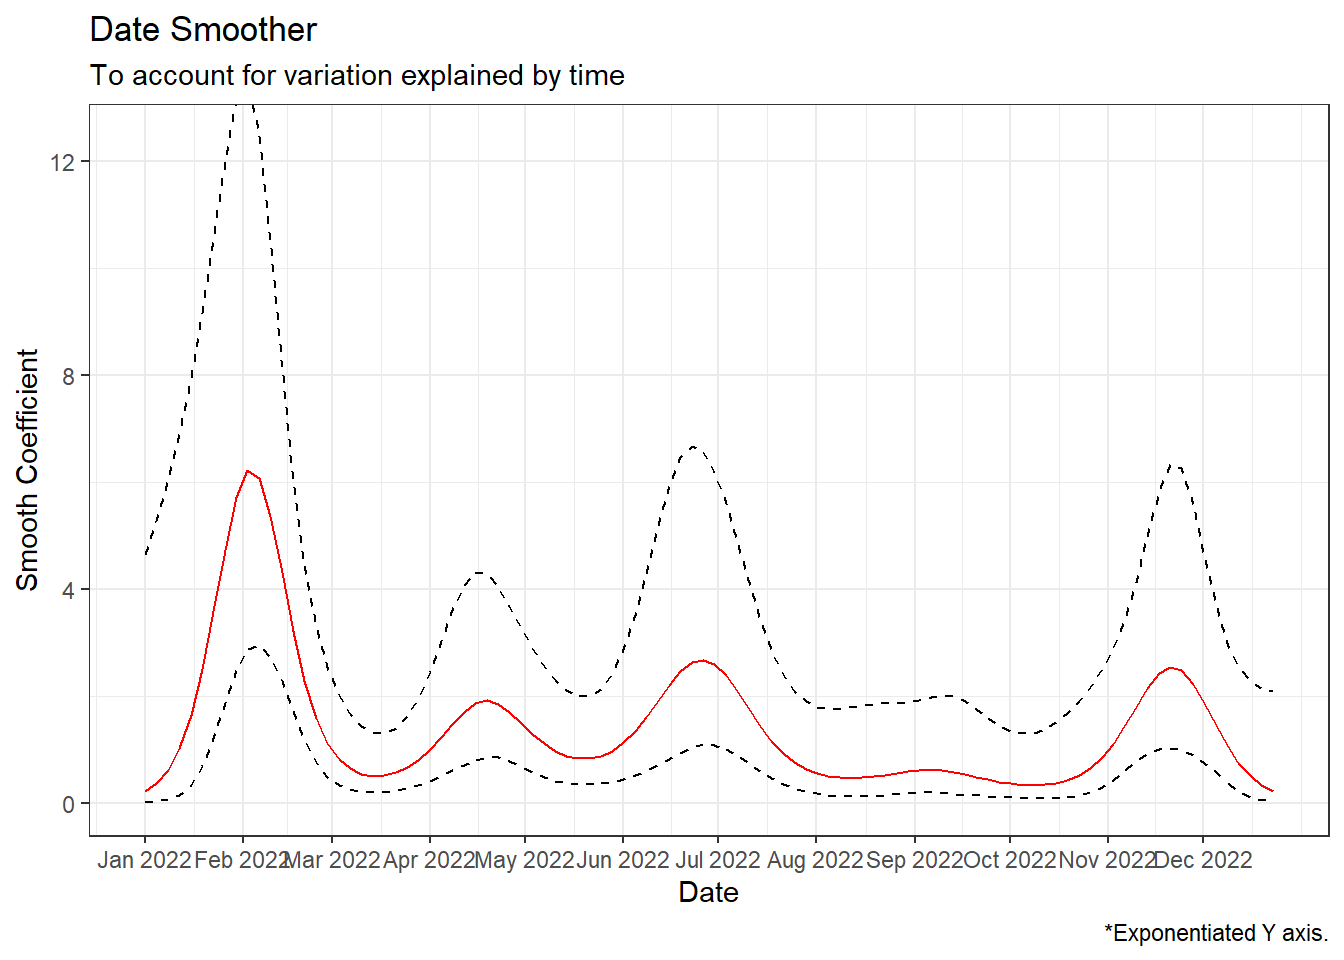 Date Smoother
To account for variation explained by time
12
8
4
0
Smooth Coefficient
Jan 2022 Feb 2022 Mar 2022 Apr 2022 May 2022 Jun 2022 Jul 2022 Aug 2022 Sep 2022 Oct 2022 Nov 2022 Dec 2022
Date
*Exponentiated Y axis.